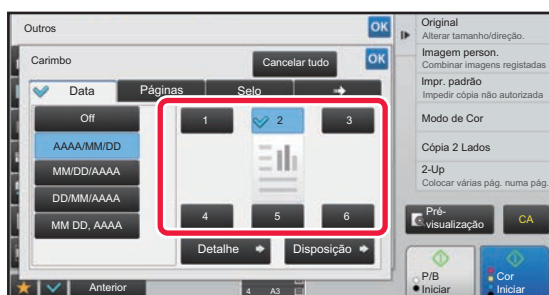 Outros
OK
Carimbo
Cancelar tudo
OK
Data
Páginas
Selo
Off
AAAA/MM/DD
MM/DD/AAAA
DD/MM/AAAA
MM DD, AAAA
1
2
3
4
5
6
Detalhe
Disposição
Anterior
4 A3
Original
Alterar tamanho/direção.
Imagem person.
Combinar imagens registadas
Impr. padrão
Impedir cópia não autorizada
Modo de Cor
Cópia 2 Lados
2-Up
Colocar várias pág. numa pág.
Pré-
visualização
CA
P/B
Iniciar
Cor
Iniciar